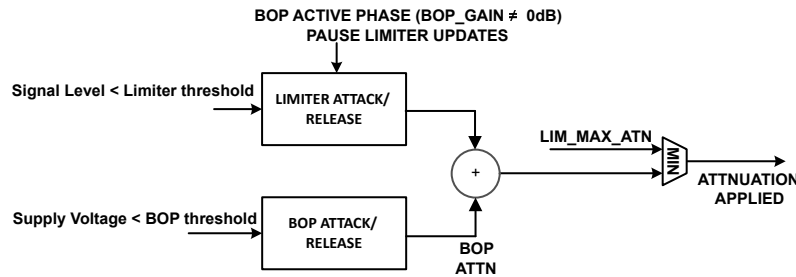 BOP ACTIVE PHASE (BOP_GAIN ≠ 0dB)
PAUSE LIMITER UPDATES
Signal Level < Limiter threshold
LIMITER ATTACK/
RELEASE
LIM_MAX_ATN
MIN
+
ATTNUATION
APPLIED
Supply Voltage < BOP threshold
BOP ATTACK/
RELEASE
BOP
ATTN